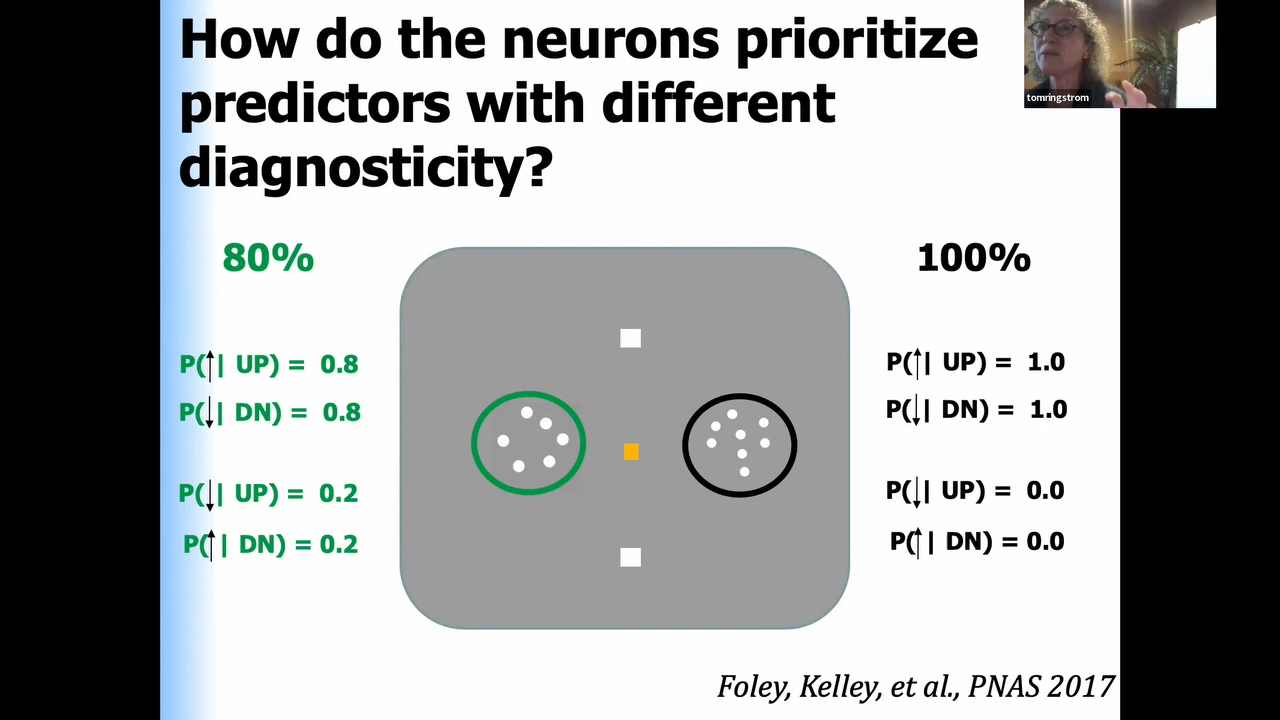 How do the neurons prioritize
predictors with different
diagnosticity?
tomringstrom
80%
100%
P(↑| UP) = 0.8
P(↓| DN) = 0.8
P(↓| UP) = 0.2
P(↑| DN) = 0.2
P(↑| UP) = 1.0
P(↓| DN) = 1.0
P(↓| UP) = 0.0
P(↑| DN) = 0.0
Foley, Kelley, et al., PNAS 2017